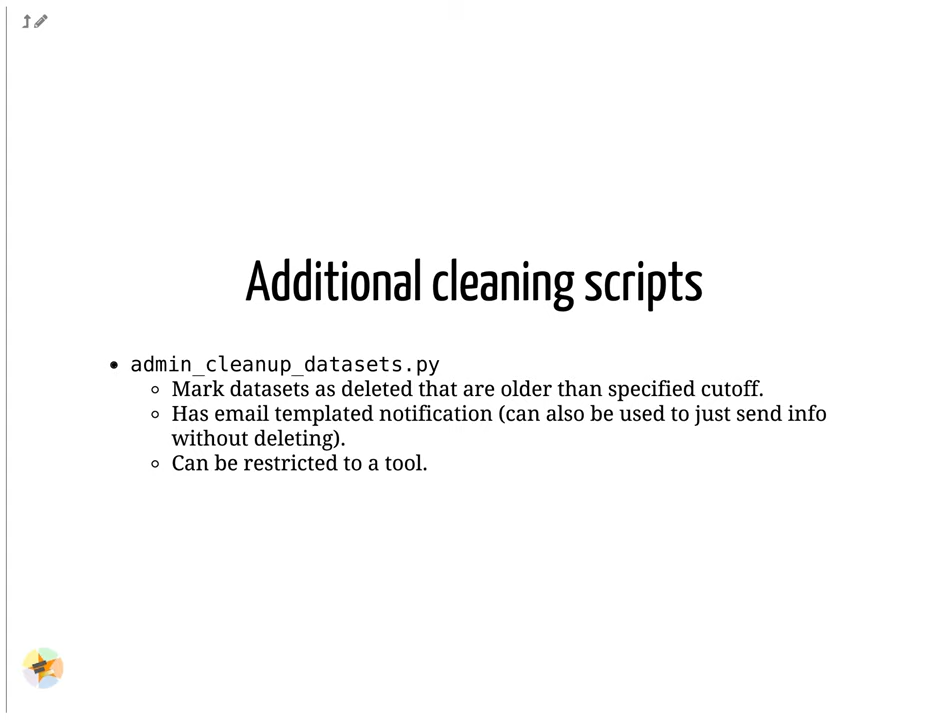 Additional cleaning scripts
admin_cleanup_datasets.py
Mark datasets as deleted that are older than specified cutoff.
Has email templated notification (can also be used to just send info
without deleting).
Can be restricted to a tool.